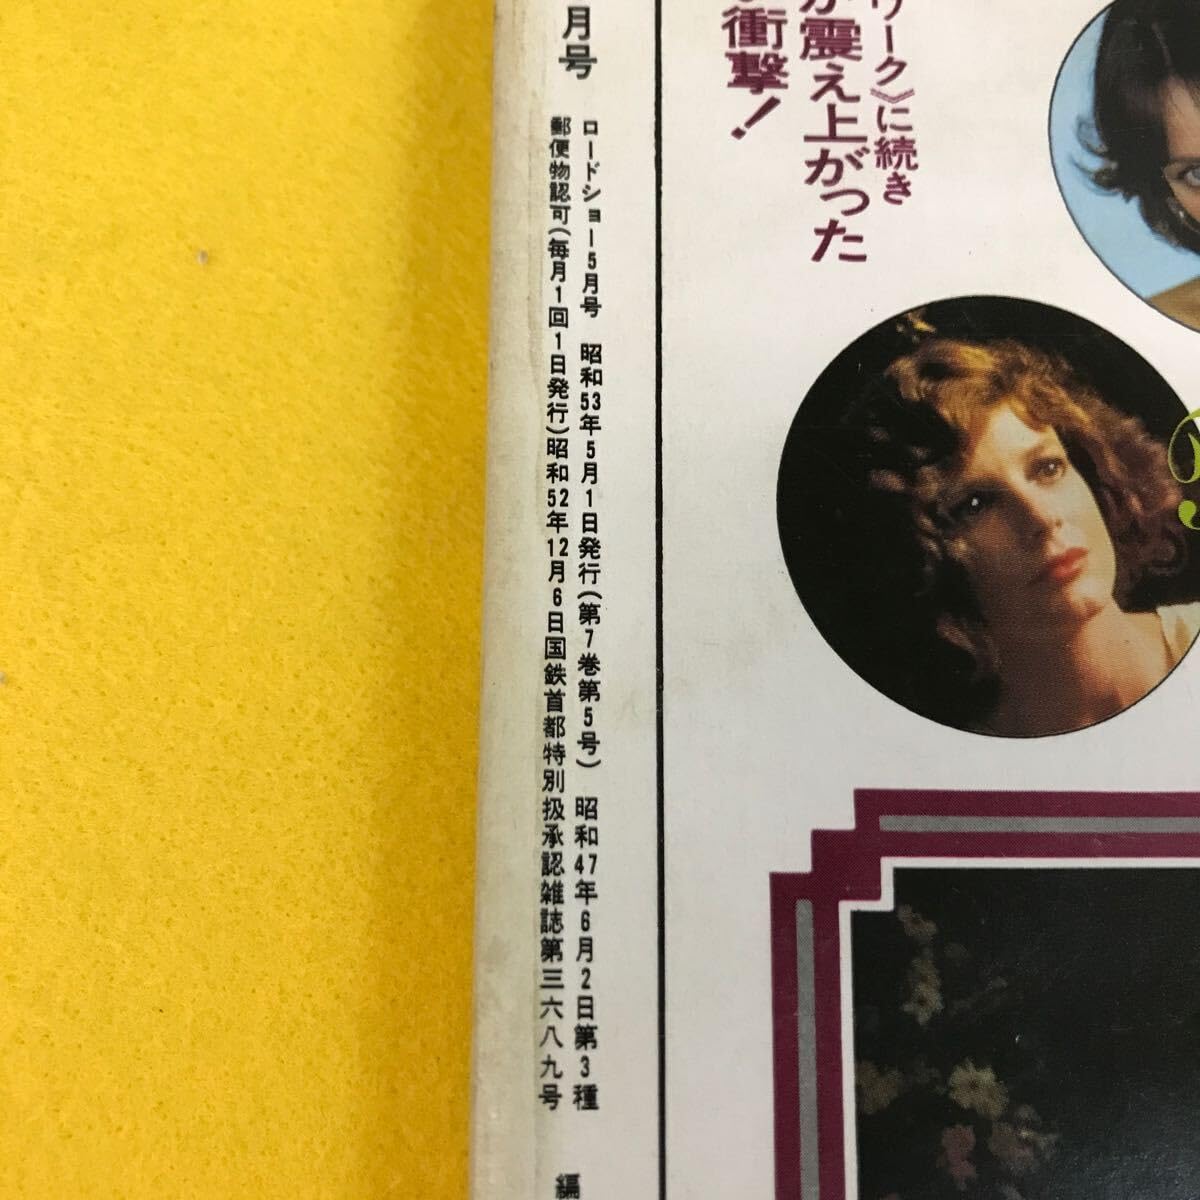 ワーク》に続き
が震え上がった
衝撃!
月号
ロードショー5月号 昭和53年5月1日発行(第7巻第5号) 昭和47年6月2日第3種
郵便物認可(毎月1回1日発行)昭和52年12月6日国鉄首都特別扱承認雑誌第三六八九号
編